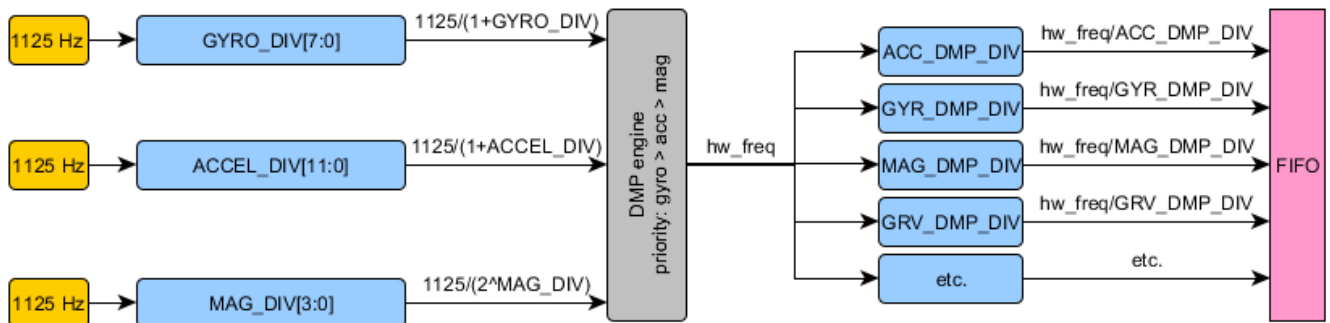 1125 Hz
GYRO_DIV[7:0]
1125/(1+GYRO_DIV)
1125 Hz
ACCEL_DIV[11:0]
1125/(1+ACCEL_DIV)
1125 Hz
MAG_DIV[3:0]
1125/(2^MAG_DIV)
DMP engine
priority: gyro > acc > mag
hw_freq
ACC_DMP_DIV
hw_freq/ACC_DMP_DIV
GYR_DMP_DIV
hw_freq/GYR_DMP_DIV
MAG_DMP_DIV
hw_freq/MAG_DMP_DIV
GRV_DMP_DIV
hw_freq/GRV_DMP_DIV
etc.
etc.
FIFO